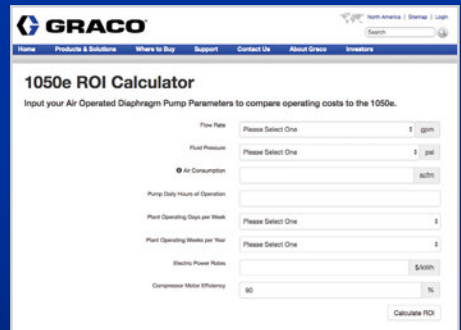 GRACO
North America | Sitemap | Login
Search
Home Products & Solutions Where to Buy Support Contact Us About Graco Investors
1050e ROI Calculator
Input your Air Operated Diaphragm Pump Parameters to compare operating costs to the 1050e.
Flow Rate Please Select One gpm
Fluid Pressure Please Select One psi
Air Consumption scfm
Pump Daily Hours of Operation
Plant Operating Days per Week Please Select One
Plant Operating Weeks per Year Please Select One
Electric Power Rates $/kWh
Compressor Motor Efficiency 90 %
Calculate ROI